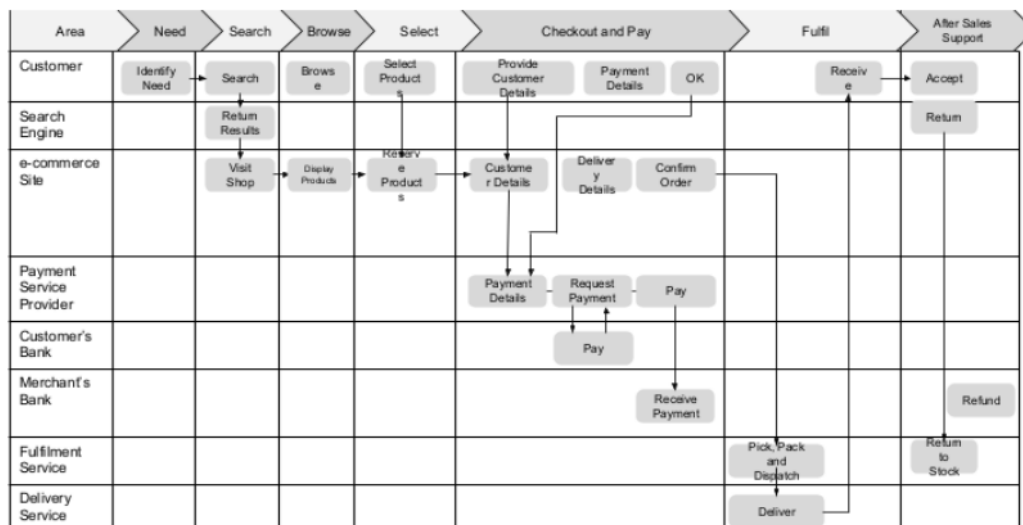 Area Need Search Browse Select Checkout and Pay Fulfil After Sales
Support
Customer
Identify
Need
Search
Brows
e
Select
Product
s
Provide
Customer
Details
Payment
Details
OK
Receiv
e
Accept
Search
Engine
Return
Results
Return
e-commerce
Site
Visit
Shop
Display
Products
Reserv
e
Product
s
Custome
r Details
Deliver
y
Details
Confirm
Order
Payment
Service
Provider
Payment
Details
Request
Payment
Pay
Customer's
Bank
Pay
Merchant's
Bank
Receive
Payment
Refund
Fulfilment
Service
Pick, Pack
and
Dispatch
Return
to
Stock
Delivery
Service
Deliver